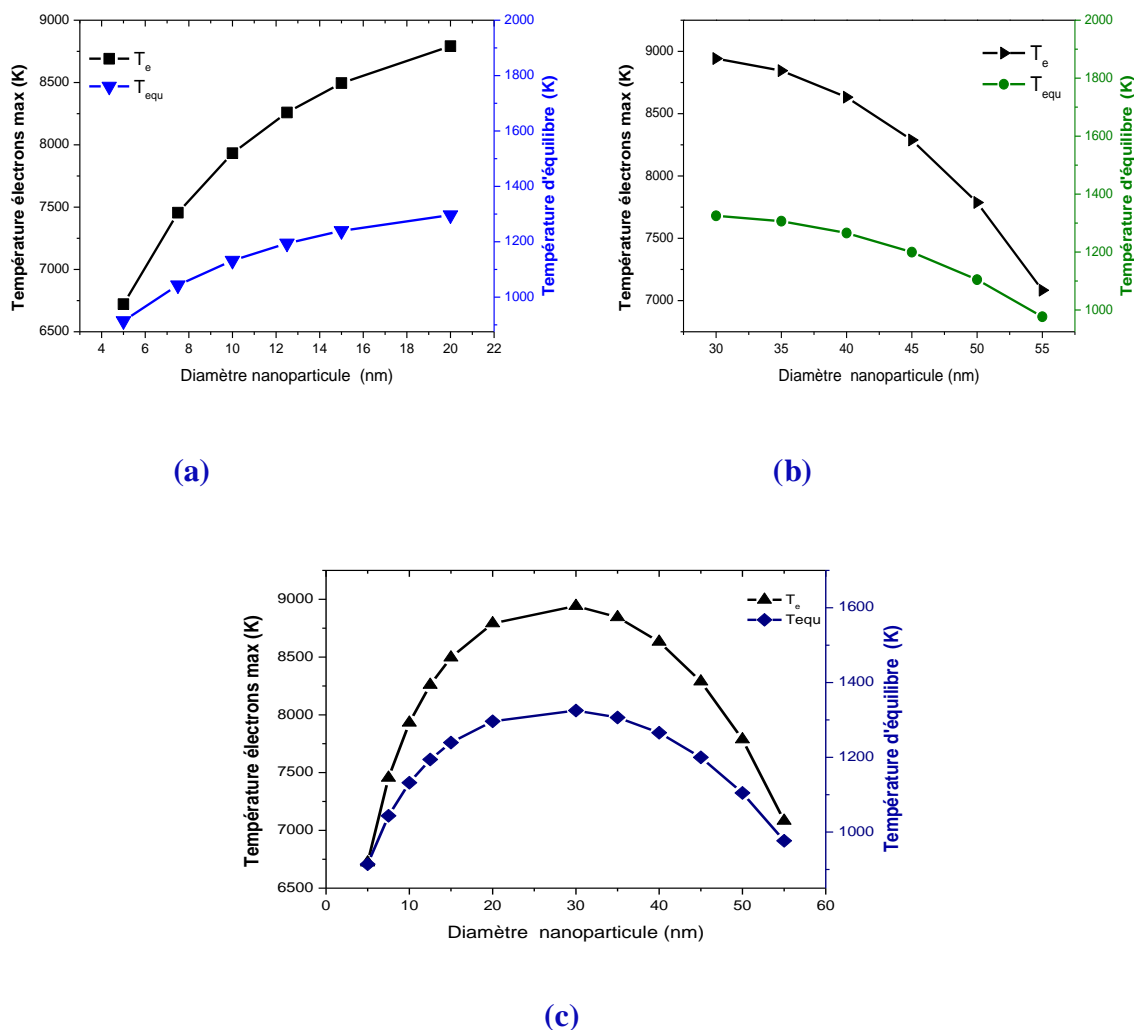 Température électrons max (K)
9000
8500
8000
7500
7000
6500
T_e
T_equ
2000
1800
1600
1400
1200
1000
Température d'équilibre (K)
4 6 8 10 12 14 16 18 20 22
Diamètre nanoparticule (nm)
(a)
Température électrons max (K)
9000
8500
8000
7500
7000
T_e
T_equ
2000
1800
1600
1400
1200
1000
Température d'équilibre (K)
30 35 40 45 50 55
Diamètre nanoparticule (nm)
(b)
Température électrons max (K)
9000
8500
8000
7500
7000
6500
T_e
Tequ
1600
1400
1200
1000
Température d'équilibre (K)
0 10 20 30 40 50 60
Diamètre nanoparticule (nm)
(c)